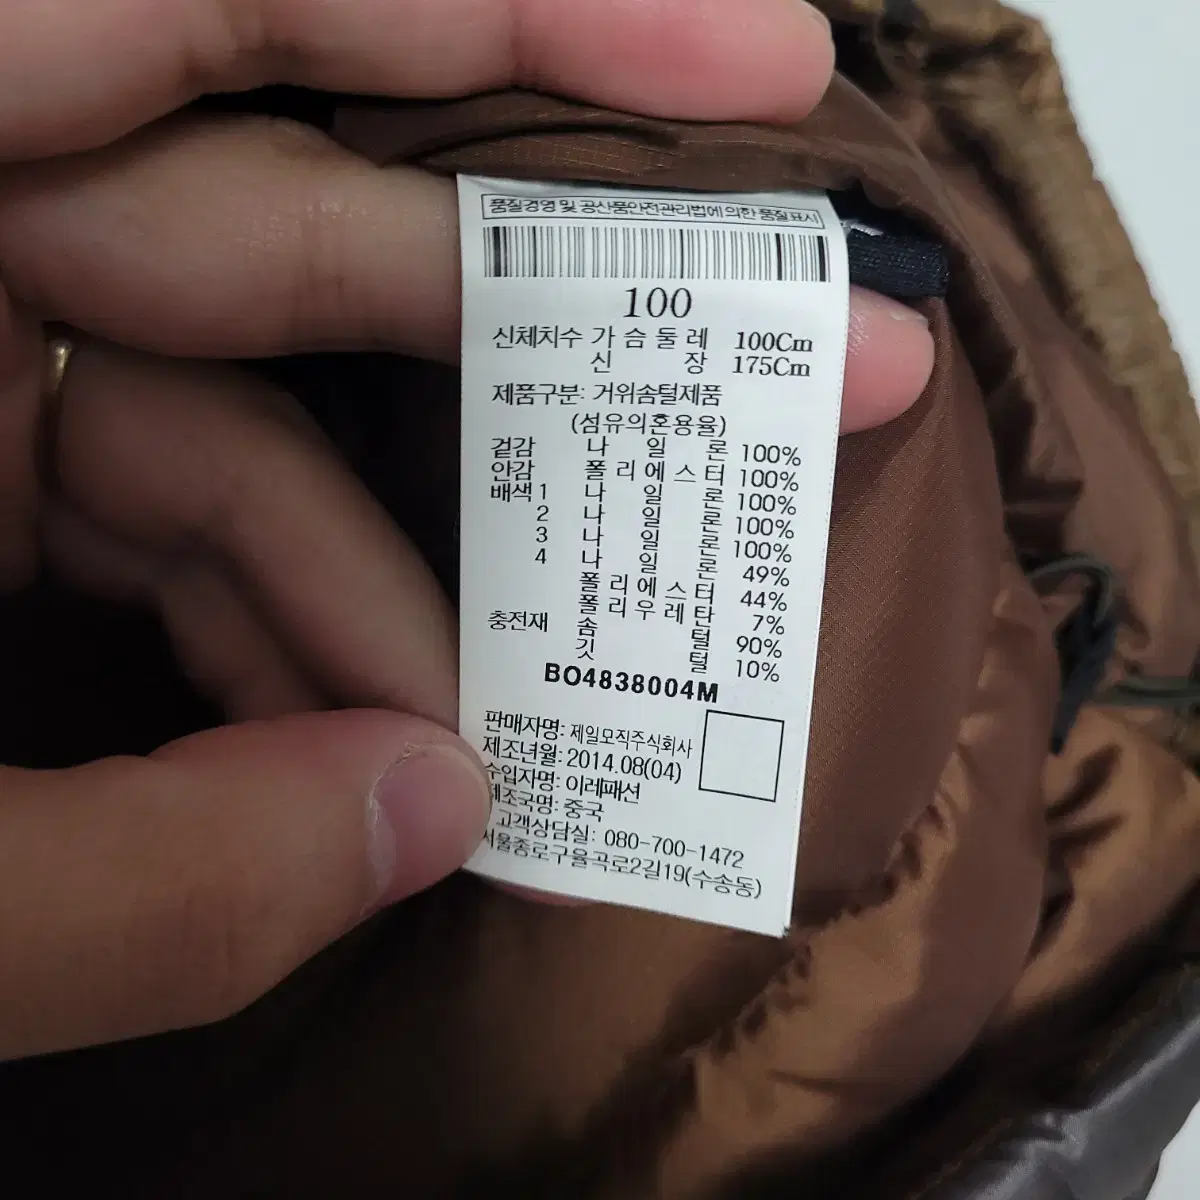 품질경영 및 공산품안전관리법에 의한 품질표시
100
신체치수 가 슴 둘 레 100Cm
신 장 175Cm
제품구분: 거위솜털제품
(섬유의혼용율)
겉감 나 일 론 100%
안감 폴 리 에 스 터 100%
배색 1 나 일 론 100%
2 나 일 론 100%
3 나 일 론 100%
4 나 일 론 49%
폴 리 에 스 터 44%
폴 리 우 레 탄 7%
충전재 솜 털 90%
깃 털 10%
BO4838004M
판매자명: 제일모직주식회사
제조년월: 2014.08(04)
수입자명: 이레패션
제조국명: 중국
고객상담실: 080-700-1472
서울종로구율곡로2길19(수송동)